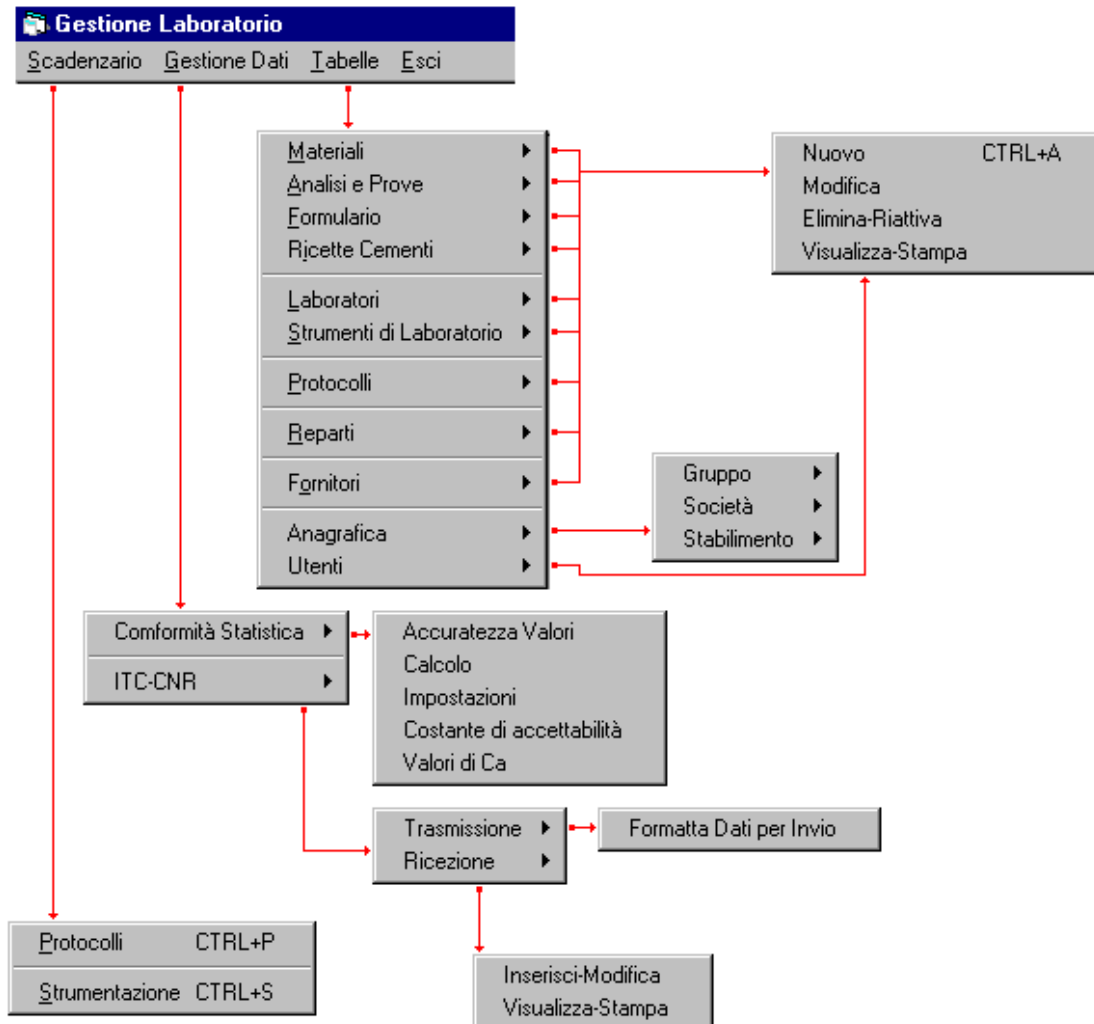 Gestione Laboratorio
Scadenzario Gestione Dati Tabelle Esci
Materiali
Analisi e Prove
Formulario
Ricette Cementi
Laboratori
Strumenti di Laboratorio
Protocolli
Reparti
Fornitori
Anagrafica
Utenti
Nuovo CTRL+A
Modifica
Elimina-Riattiva
Visualizza-Stampa
Gruppo
Società
Stabilimento
Comformità Statistica
ITC-CNR
Accuratezza Valori
Calcolo
Impostazioni
Costante di accettabilità
Valori di Ca
Trasmissione
Ricezione
Formatta Dati per Invio
Protocolli CTRL+P
Strumentazione CTRL+S
Inserisci-Modifica
Visualizza-Stampa